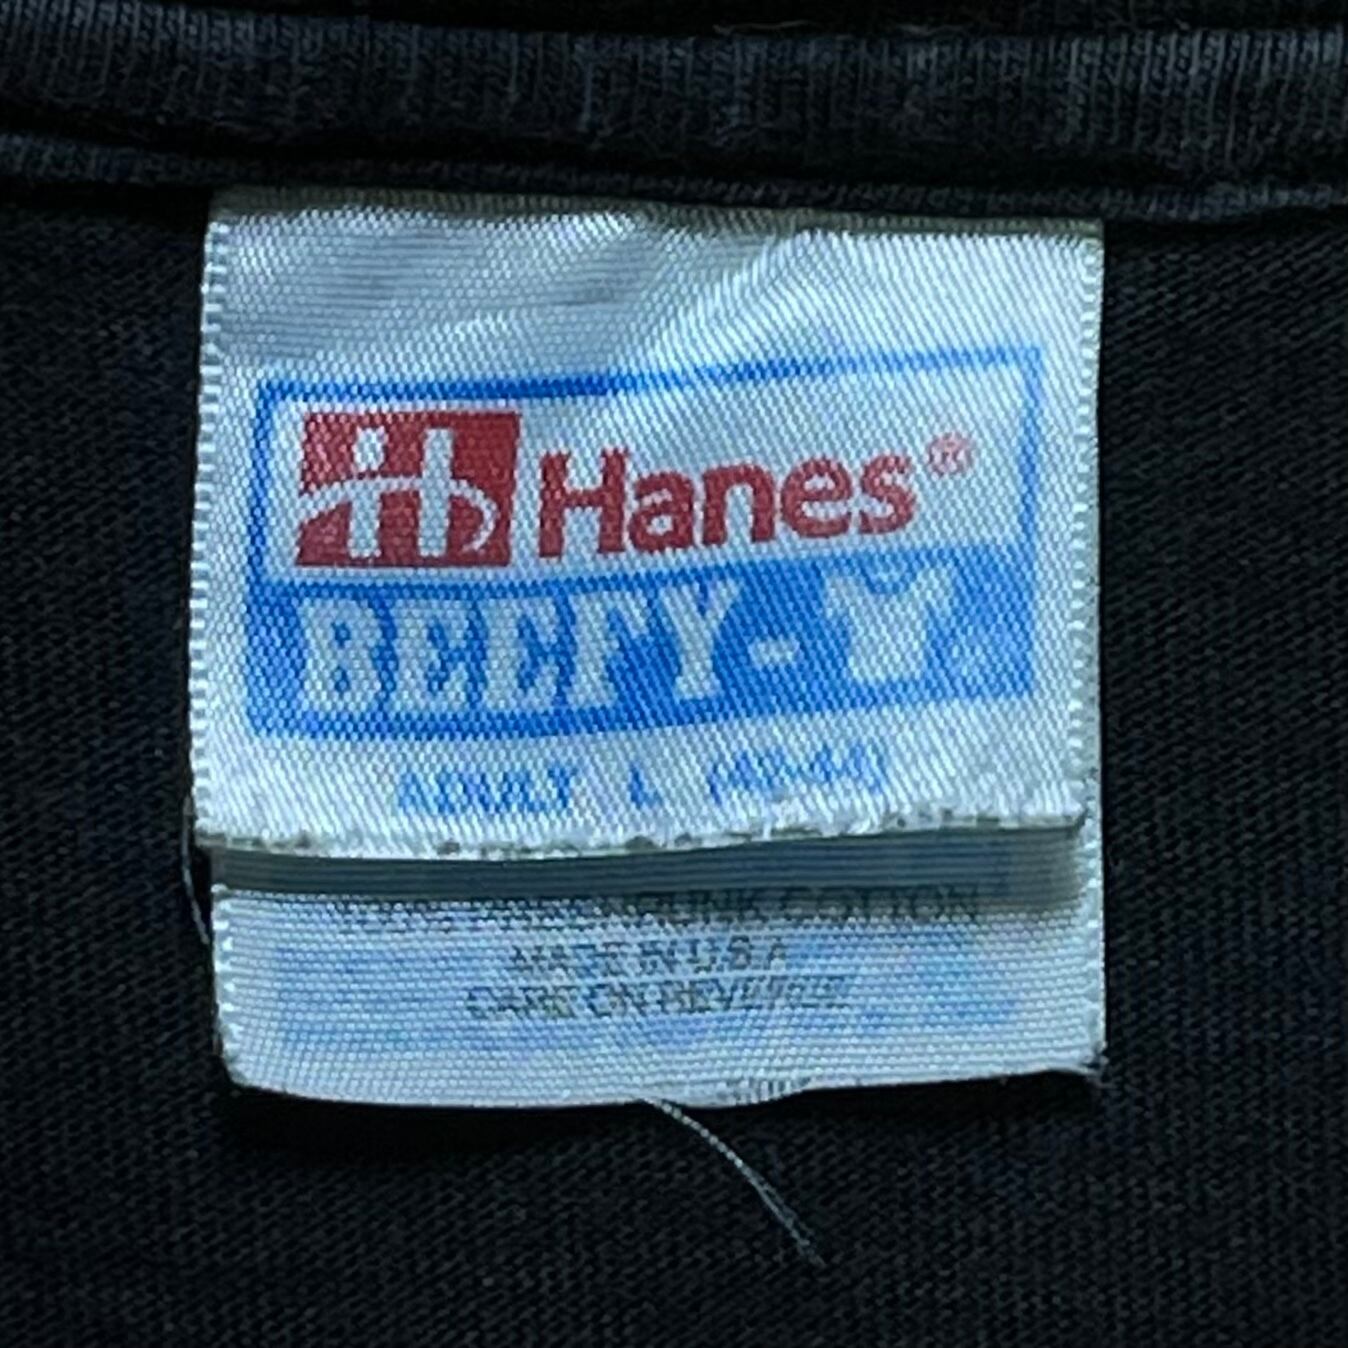 Hanes®
BEEFY-
ADULT L (42-44)
100% PRESHRUNK COTTON
MADE IN U.S.A
CARE ON REVERSE